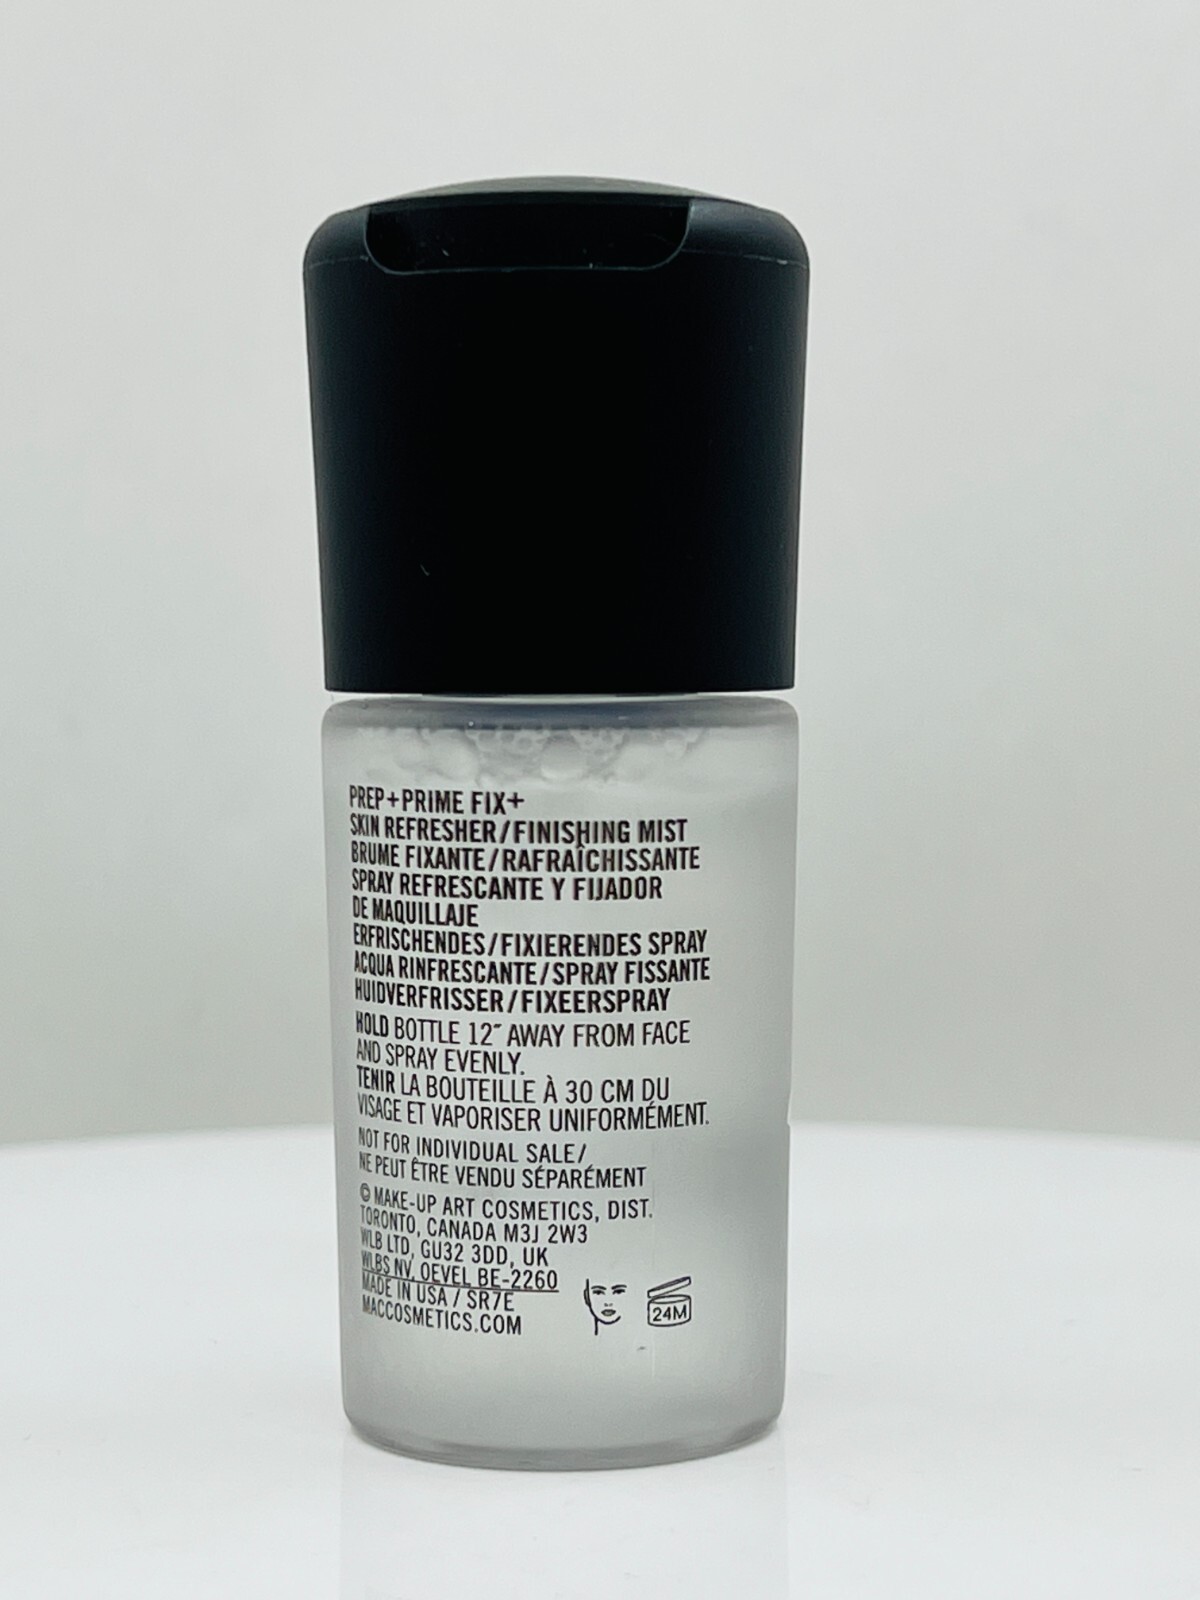 PREP+PRIME FIX+
SKIN REFRESHER/FINISHING MIST
BRUME FIXANTE/RAFRAÎCHISSANTE
SPRAY REFRESCANTE Y FIJADOR
DE MAQUILLAJE
ERFRISCHENDES/FIXIERENDES SPRAY
ACQUA RINFRESCANTE/SPRAY FISSANTE
HUIDVERFRISSER/FIXEERSPRAY
HOLD BOTTLE 12″ AWAY FROM FACE
AND SPRAY EVENLY.
TENIR LA BOUTEILLE À 30 CM DU
VISAGE ET VAPORISER UNIFORMÉMENT.
NOT FOR INDIVIDUAL SALE/
NE PEUT ÊTRE VENDU SÉPARÉMENT
© MAKE-UP ART COSMETICS, DIST.
TORONTO, CANADA M3J 2W3
WLB LTD, GU32 3DD, UK
WLBS NV, OEVEL BE-2260
MADE IN USA / SR7E
MACCOSMETICS.COM
24M